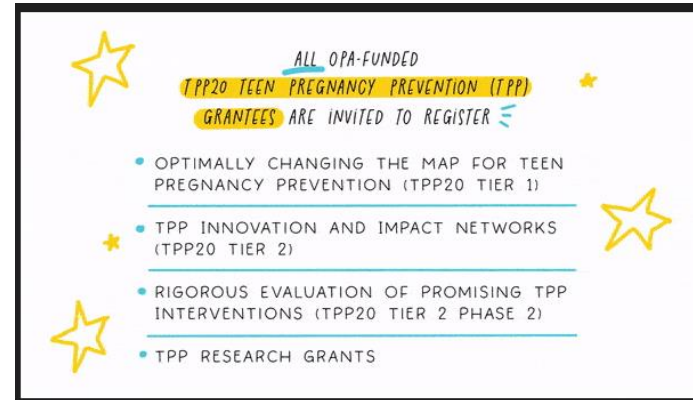 ALL OPA-FUNDED
TPP20 TEEN PREGNANCY PREVENTION (TPP)
GRANTEES ARE INVITED TO REGISTER
• OPTIMALLY CHANGING THE MAP FOR TEEN
PREGNANCY PREVENTION (TPP20 TIER 1)
• TPP INNOVATION AND IMPACT NETWORKS
(TPP20 TIER 2)
• RIGOROUS EVALUATION OF PROMISING TPP
INTERVENTIONS (TPP20 TIER 2 PHASE 2)
• TPP RESEARCH GRANTS